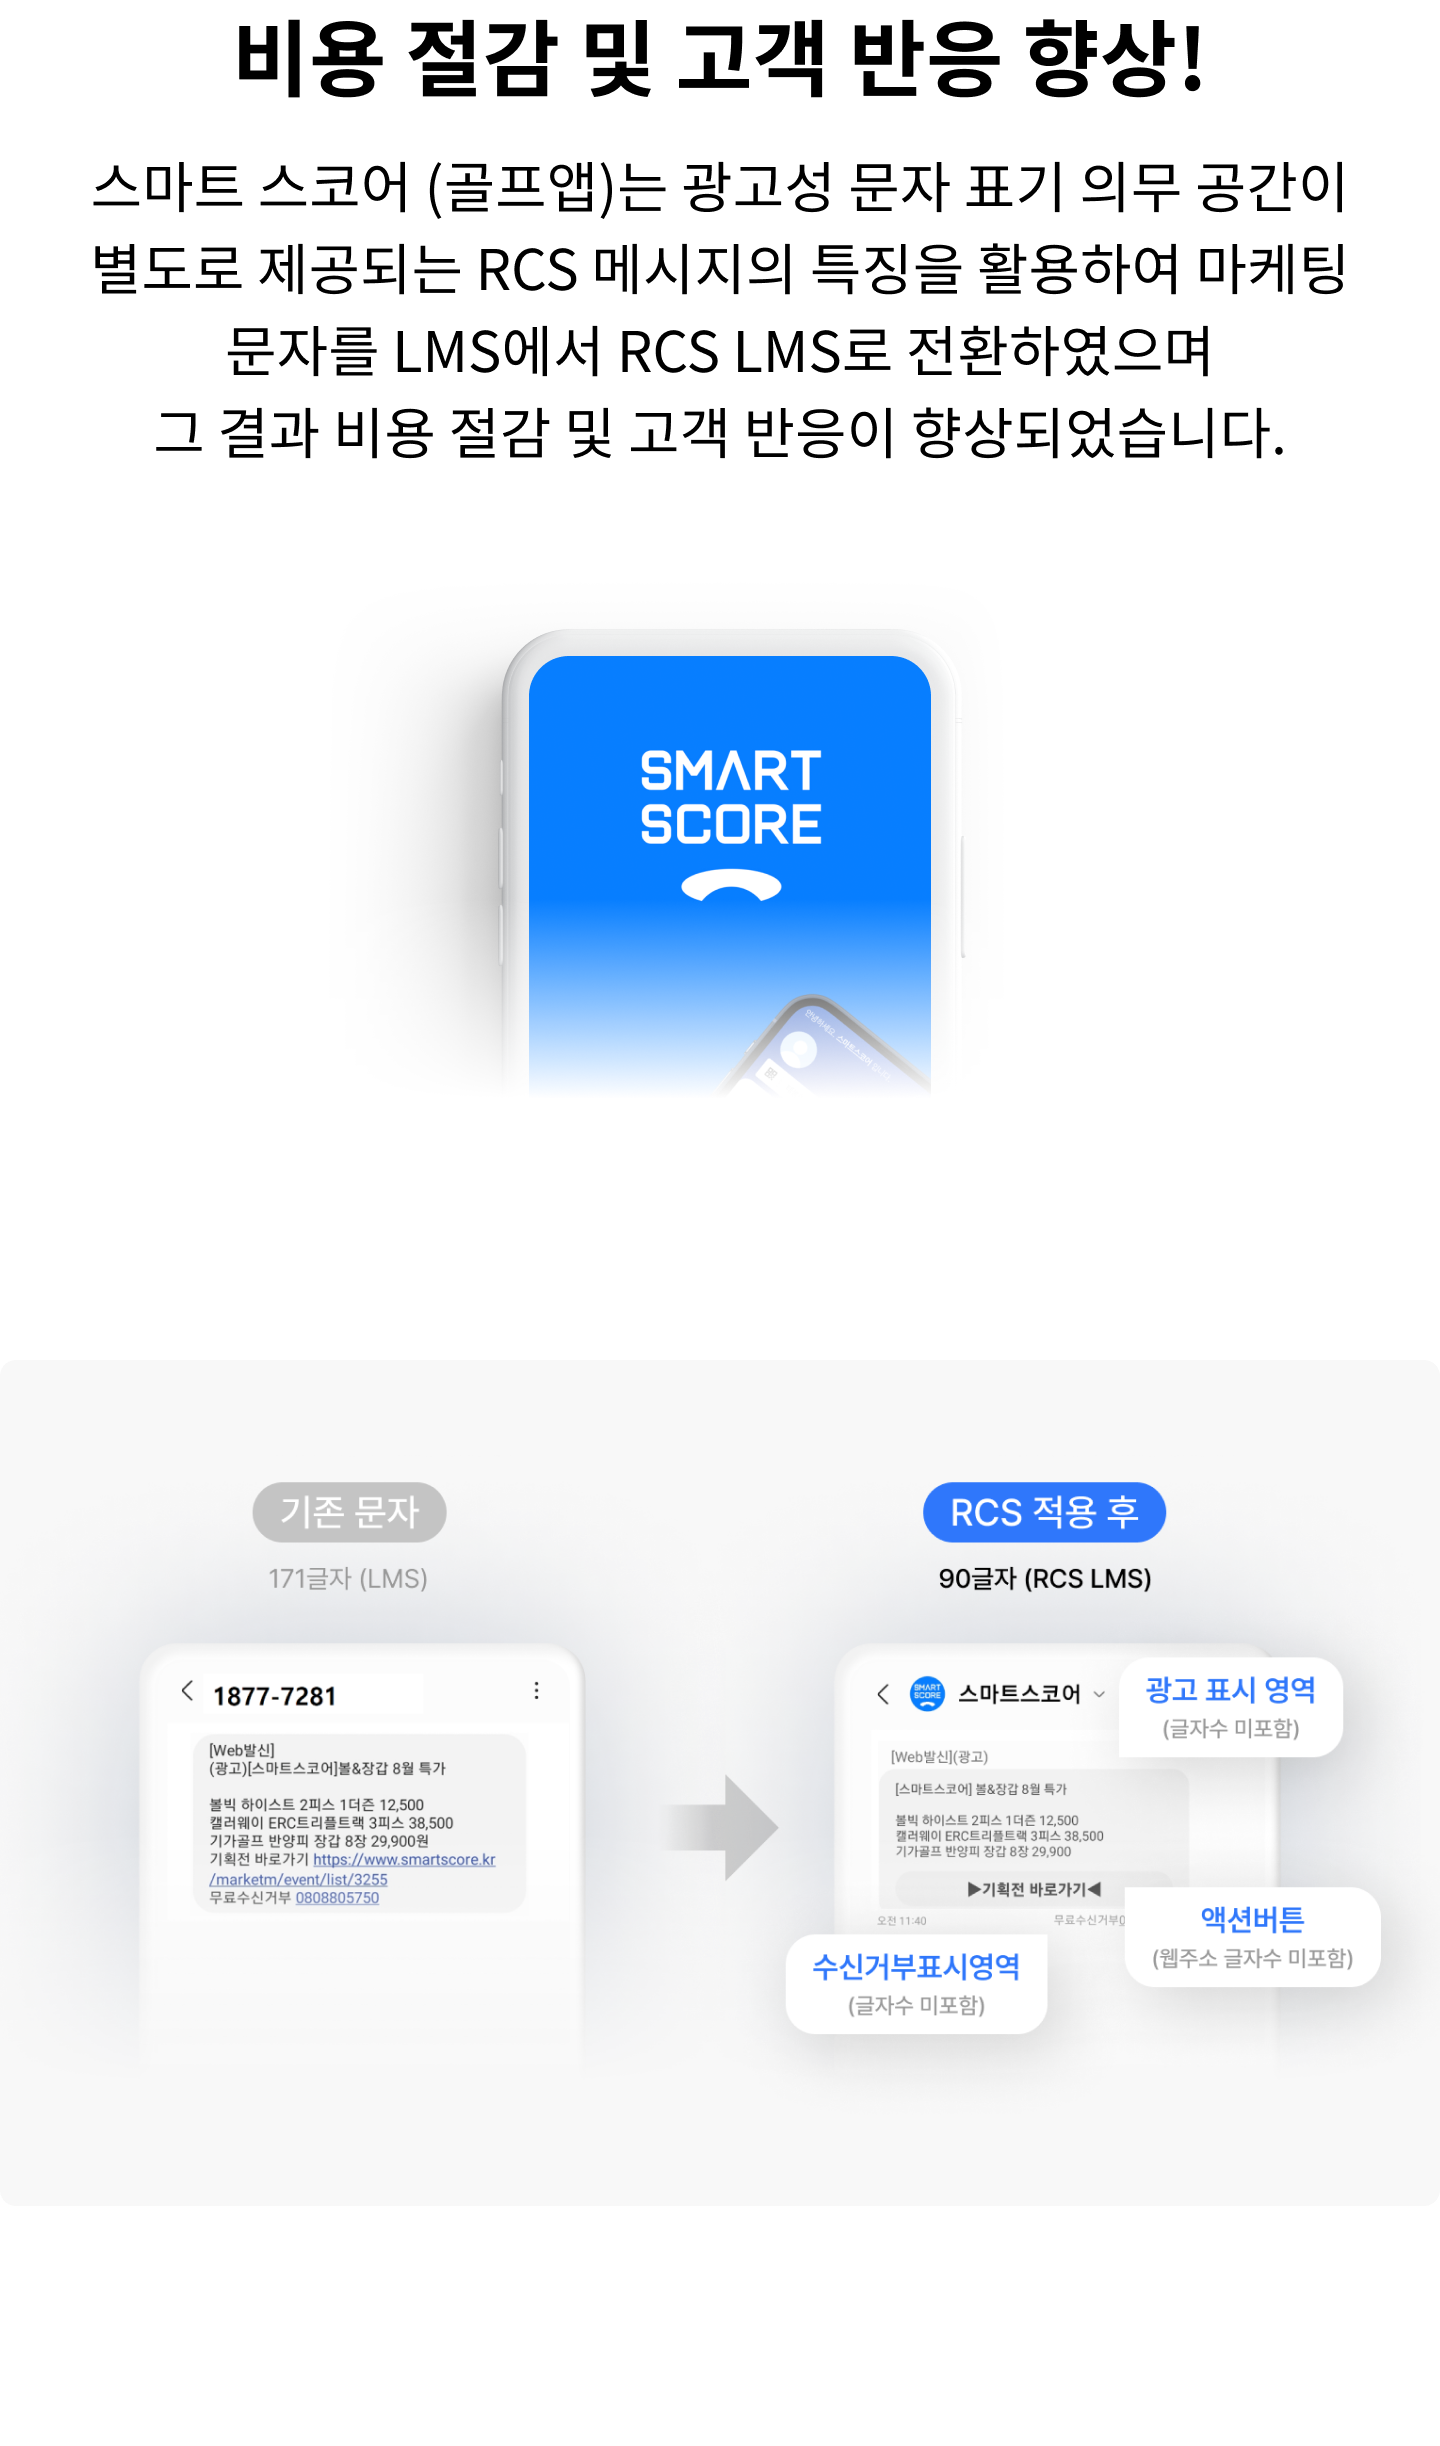 비용 절감 및 고객 반응 향상!
스마트 스코어 (골프앱)는 광고성 문자 표기 의무 공간이
별도로 제공되는 RCS 메시지의 특징을 활용하여 마케팅
문자를 LMS에서 RCS LMS로 전환하였으며
그 결과 비용 절감 및 고객 반응이 향상되었습니다.
SMART
SCORE
안녕하세요. 스마트스코어 입니다.
기존 문자
171글자 (LMS)
1877-7281
[Web발신]
(광고)[스마트스코어]볼&장갑 8월 특가
볼빅 하이스트 2피스 1더즌 12,500
캘러웨이 ERC트리플트랙 3피스 38,500
기가골프 반양피 장갑 8장 29,900원
기획전 바로가기 https://www.smartscore.kr
/marketm/event/list/3255
무료수신거부 0808805750
RCS 적용 후
90글자 (RCS LMS)
SMART
SCORE
스마트스코어
광고 표시 영역
(글자수 미포함)
[Web발신](광고)
[스마트스코어] 볼&장갑 8월 특가
볼빅 하이스트 2피스 1더즌 12,500
캘러웨이 ERC트리플트랙 3피스 38,500
기가골프 반양피 장갑 8장 29,900
▶기획전 바로가기◀
오전 11:40
무료수신거부
액션버튼
(웹주소 글자수 미포함)
수신거부표시영역
(글자수 미포함)